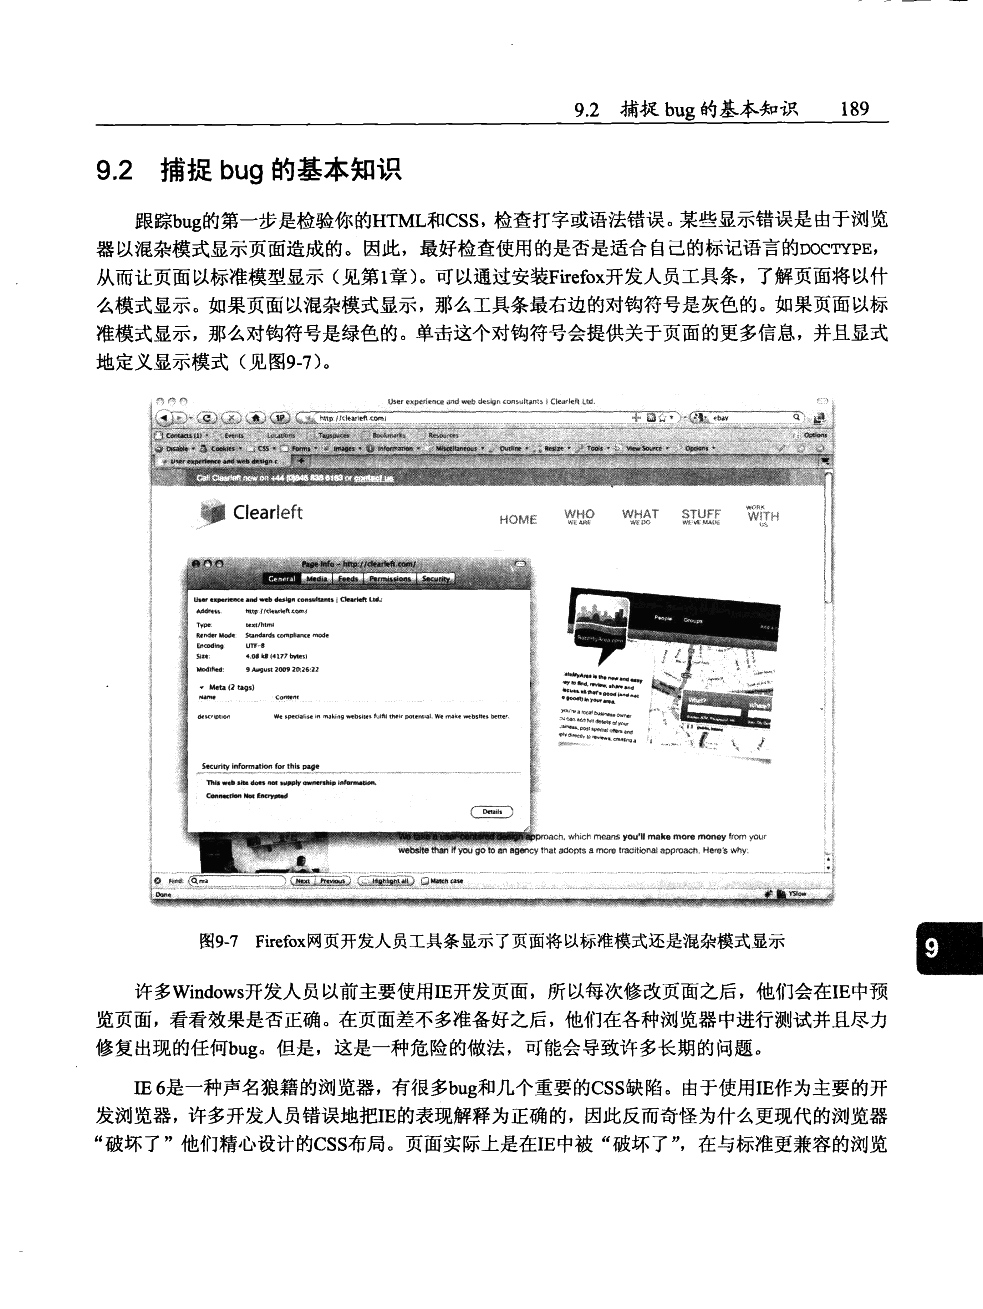 9.2 捕捉 bug 的基本知识 189
9.2 捕捉 bug 的基本知识
跟踪bug的第一步是检验你的HTML和CSS，检查打字或语法错误。某些显示错误是由于浏览
器以混杂模式显示页面造成的。因此，最好检查使用的是否是适合自己的标记语言的DOCTYPE，
从而让页面以标准模型显示（见第1章）。可以通过安装Firefox开发人员工具条，了解页面将以什
么模式显示。如果页面以混杂模式显示，那么工具条最右边的对钩符号是灰色的。如果页面以标
准模式显示，那么对钩符号是绿色的。单击这个对钩符号会提供关于页面的更多信息，并且显式
地定义显示模式（见图9-7）。
User experience and web design consultants | Clearleft Ltd.
http://clearleft.com/ ebay
Contacts (1) Events Locations Tagspaces Bookmarks Resources Options
Disable Cookies CSS Forms Images Information Miscellaneous Outline Resize Tools View Source Options
User experience and web design c
Call Clearleft now on +44 (0)845 838 6163 or contact us
Clearleft
HOME WHO WE ARE WHAT WE DO STUFF WE'VE MADE WORK WITH US
Page Info – http://clearleft.com/
General Media Feeds Permissions Security
User experience and web design consultants | Clearleft Ltd.:
Address: http://clearleft.com/
Type: text/html
Render Mode: Standards compliance mode
Encoding: UTF-8
Size: 4.08 kB (4177 bytes)
Modified: 9 August 2009 20:26:22
Meta (2 tags)
Name Content
description We specialise in making websites fulfil their potential. We make websites better.
Security information for this page
This web site does not supply ownership information.
Connection Not Encrypted
Details
People Groups
We take a user-centered design approach, which means you'll make more money from your
website than if you go to an agency that adopts a more traditional approach. Here's why:
Find: Next Previous Highlight all Match case
Done YSlow
图9-7 Firefox网页开发人员工具条显示了页面将以标准模式还是混杂模式显示
9
许多Windows开发人员以前主要使用IE开发页面，所以每次修改页面之后，他们会在IE中预
览页面，看看效果是否正确。在页面差不多准备好之后，他们在各种浏览器中进行测试并且尽力
修复出现的任何bug。但是，这是一种危险的做法，可能会导致许多长期的问题。
IE 6是一种声名狼籍的浏览器，有很多bug和几个重要的CSS缺陷。由于使用IE作为主要的开
发浏览器，许多开发人员错误地把IE的表现解释为正确的，因此反而奇怪为什么更现代的浏览器
“破坏了”他们精心设计的CSS布局。页面实际上是在IE中被“破坏了”，在与标准更兼容的浏览